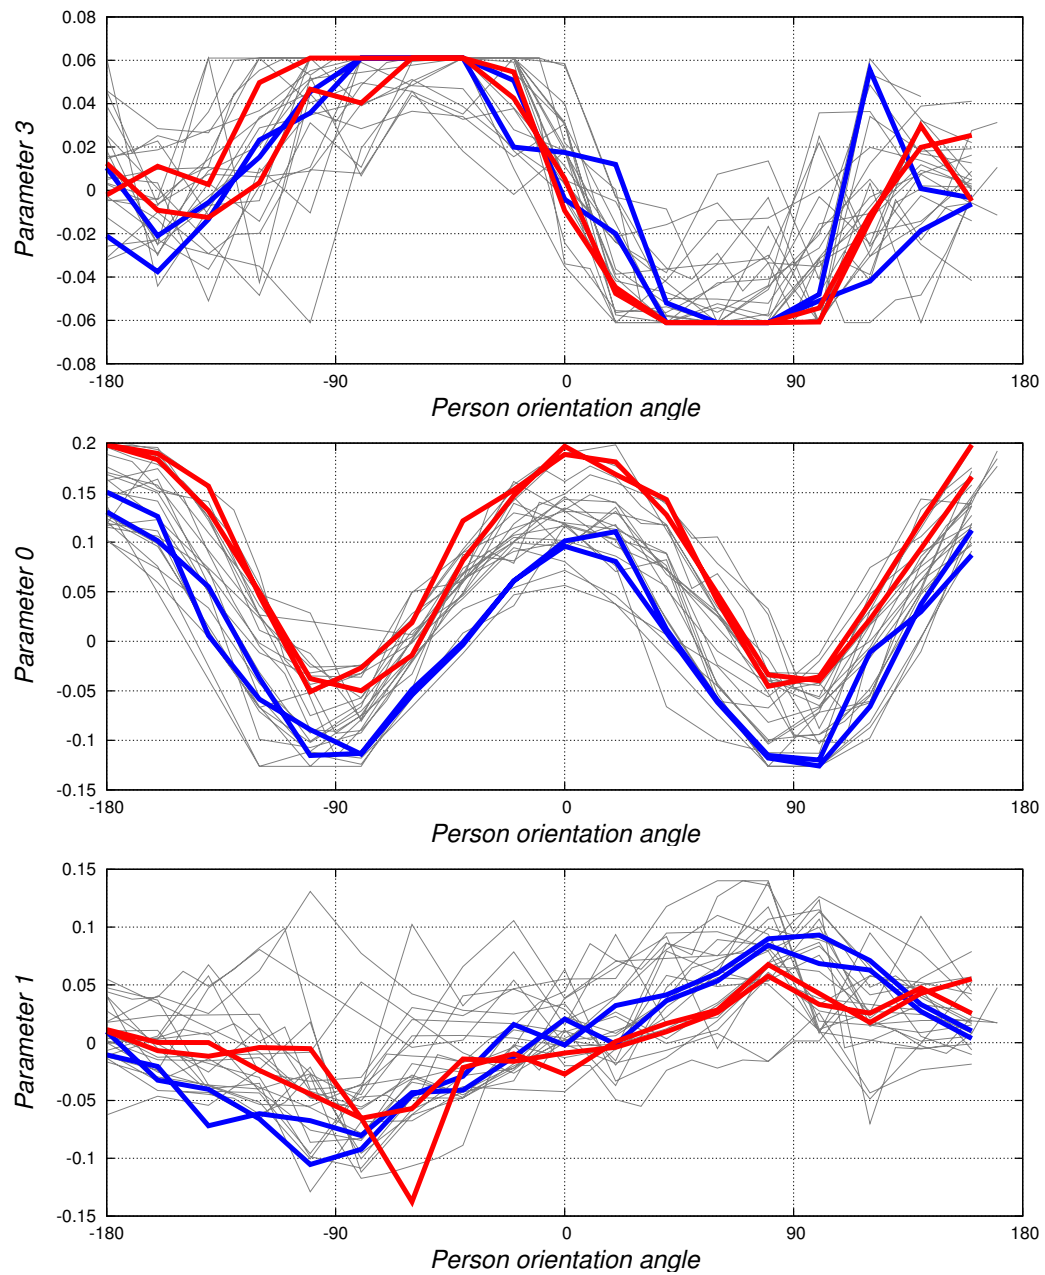 0.08
0.06
0.04
0.02
0
-0.02
-0.04
-0.06
-0.08
Parameter 3
-180 -90 0 90 180
Person orientation angle
0.2
0.15
0.1
0.05
0
-0.05
-0.1
-0.15
Parameter 0
-180 -90 0 90 180
Person orientation angle
0.15
0.1
0.05
0
-0.05
-0.1
-0.15
Parameter 1
-180 -90 0 90 180
Person orientation angle